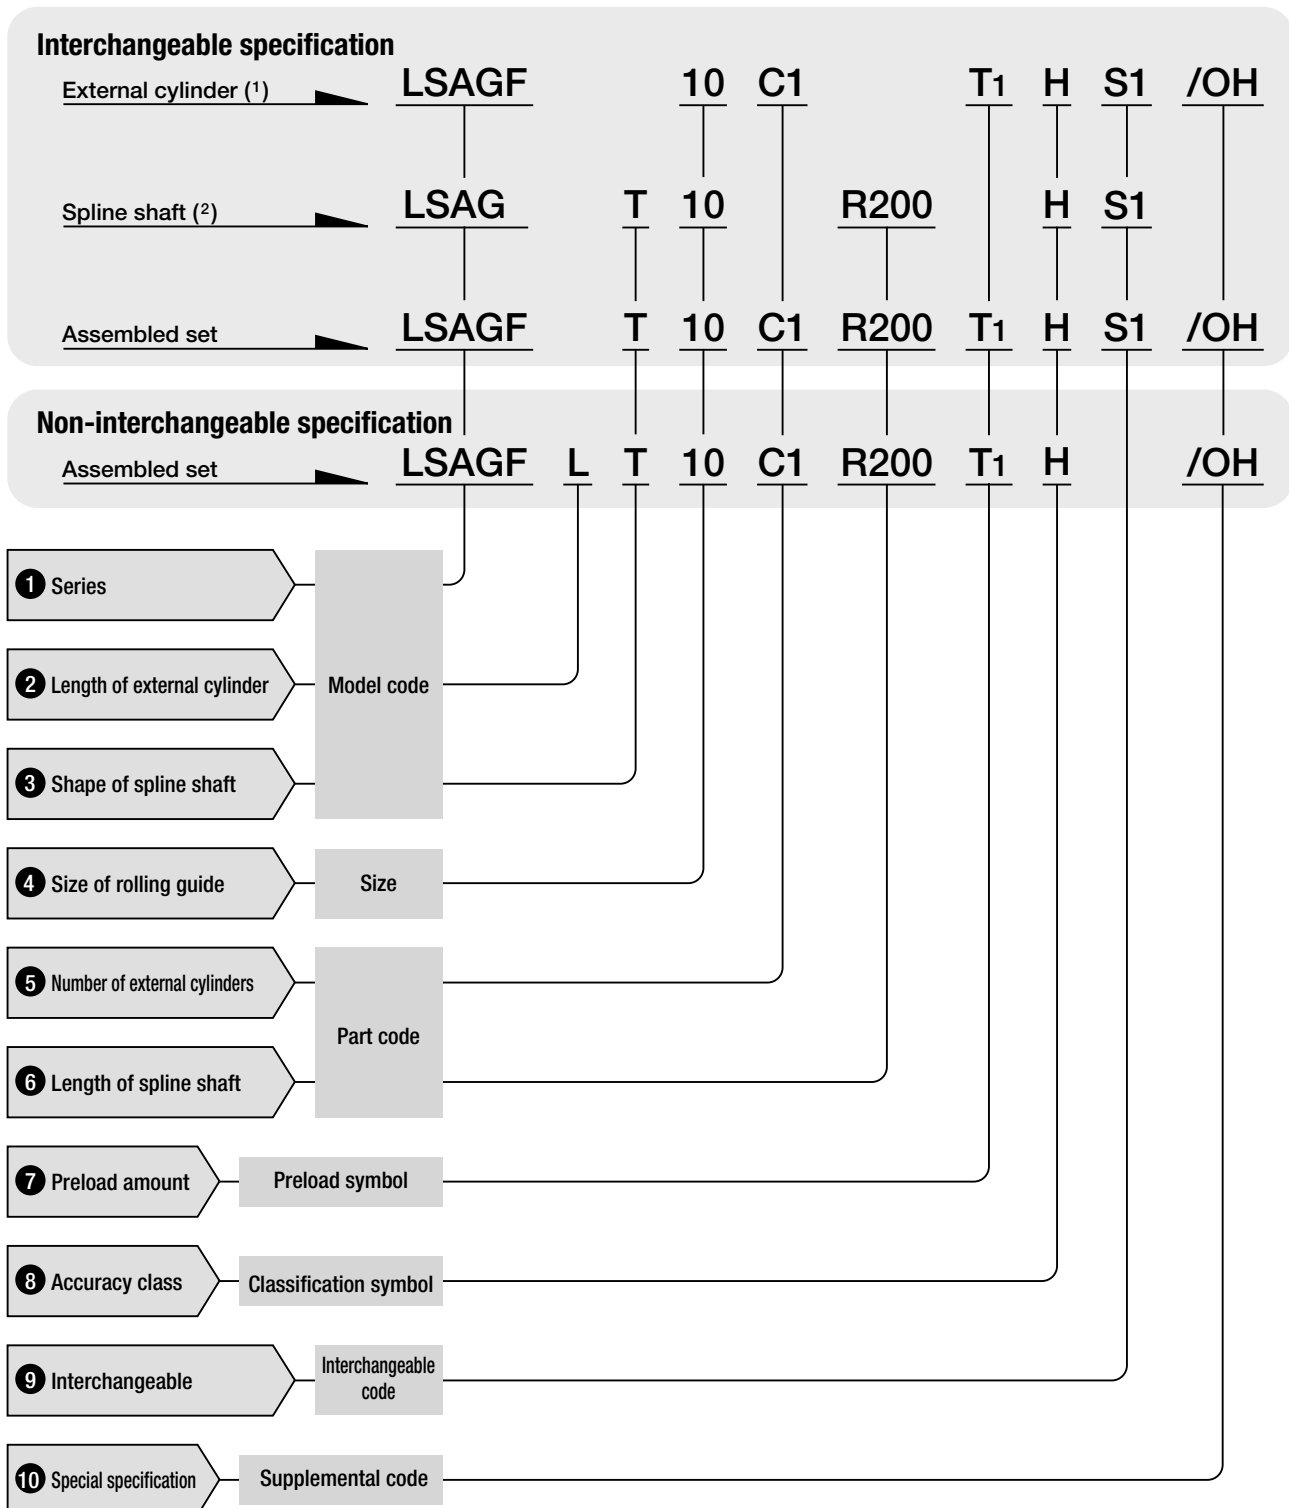 Interchangeable specification
External cylinder (¹) LSAGF 10 C1 T1 H S1 /OH
Spline shaft (²) LSAG T 10 R200 H S1
Assembled set LSAGF T 10 C1 R200 T1 H S1 /OH
Non-interchangeable specification
Assembled set LSAGF L T 10 C1 R200 T1 H /OH
1 Series
2 Length of external cylinder
Model code
3 Shape of spline shaft
4 Size of rolling guide
Size
5 Number of external cylinders
Part code
6 Length of spline shaft
7 Preload amount
Preload symbol
8 Accuracy class
Classification symbol
9 Interchangeable
Interchangeable
code
10 Special specification
Supplemental code